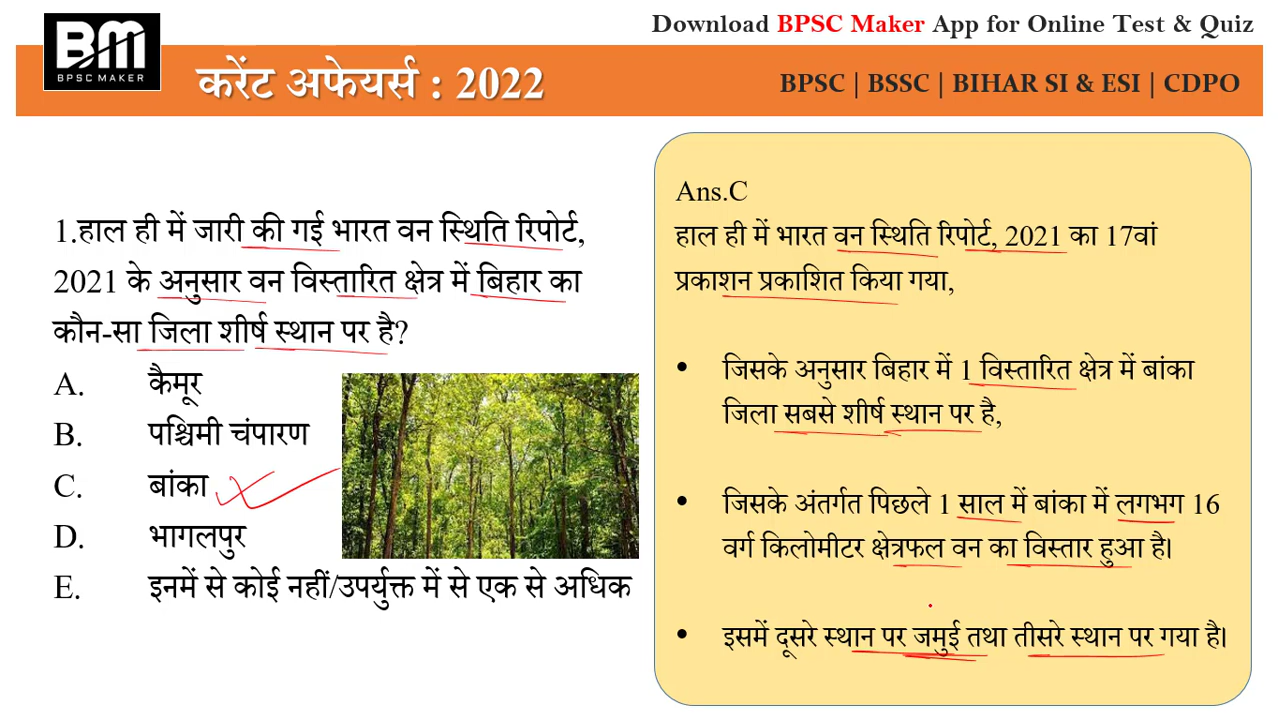 Download BPSC Maker App for Online Test & Quiz
BM
BPSC MAKER
करेंट अफेयर्स : 2022
BPSC | BSSC | BIHAR SI & ESI | CDPO
1.हाल ही में जारी की गई भारत वन स्थिति रिपोर्ट,
2021 के अनुसार वन विस्तारित क्षेत्र में बिहार का
कौन-सा जिला शीर्ष स्थान पर है?
A. कैमूर
B. पश्चिमी चंपारण
C. बांका
D. भागलपुर
E. इनमें से कोई नहीं/उपर्युक्त में से एक से अधिक
Ans.C
हाल ही में भारत वन स्थिति रिपोर्ट, 2021 का 17वां
प्रकाशन प्रकाशित किया गया,
• जिसके अनुसार बिहार में 1 विस्तारित क्षेत्र में बांका
जिला सबसे शीर्ष स्थान पर है,
• जिसके अंतर्गत पिछले 1 साल में बांका में लगभग 16
वर्ग किलोमीटर क्षेत्रफल वन का विस्तार हुआ है।
• इसमें दूसरे स्थान पर जमुई तथा तीसरे स्थान पर गया है।